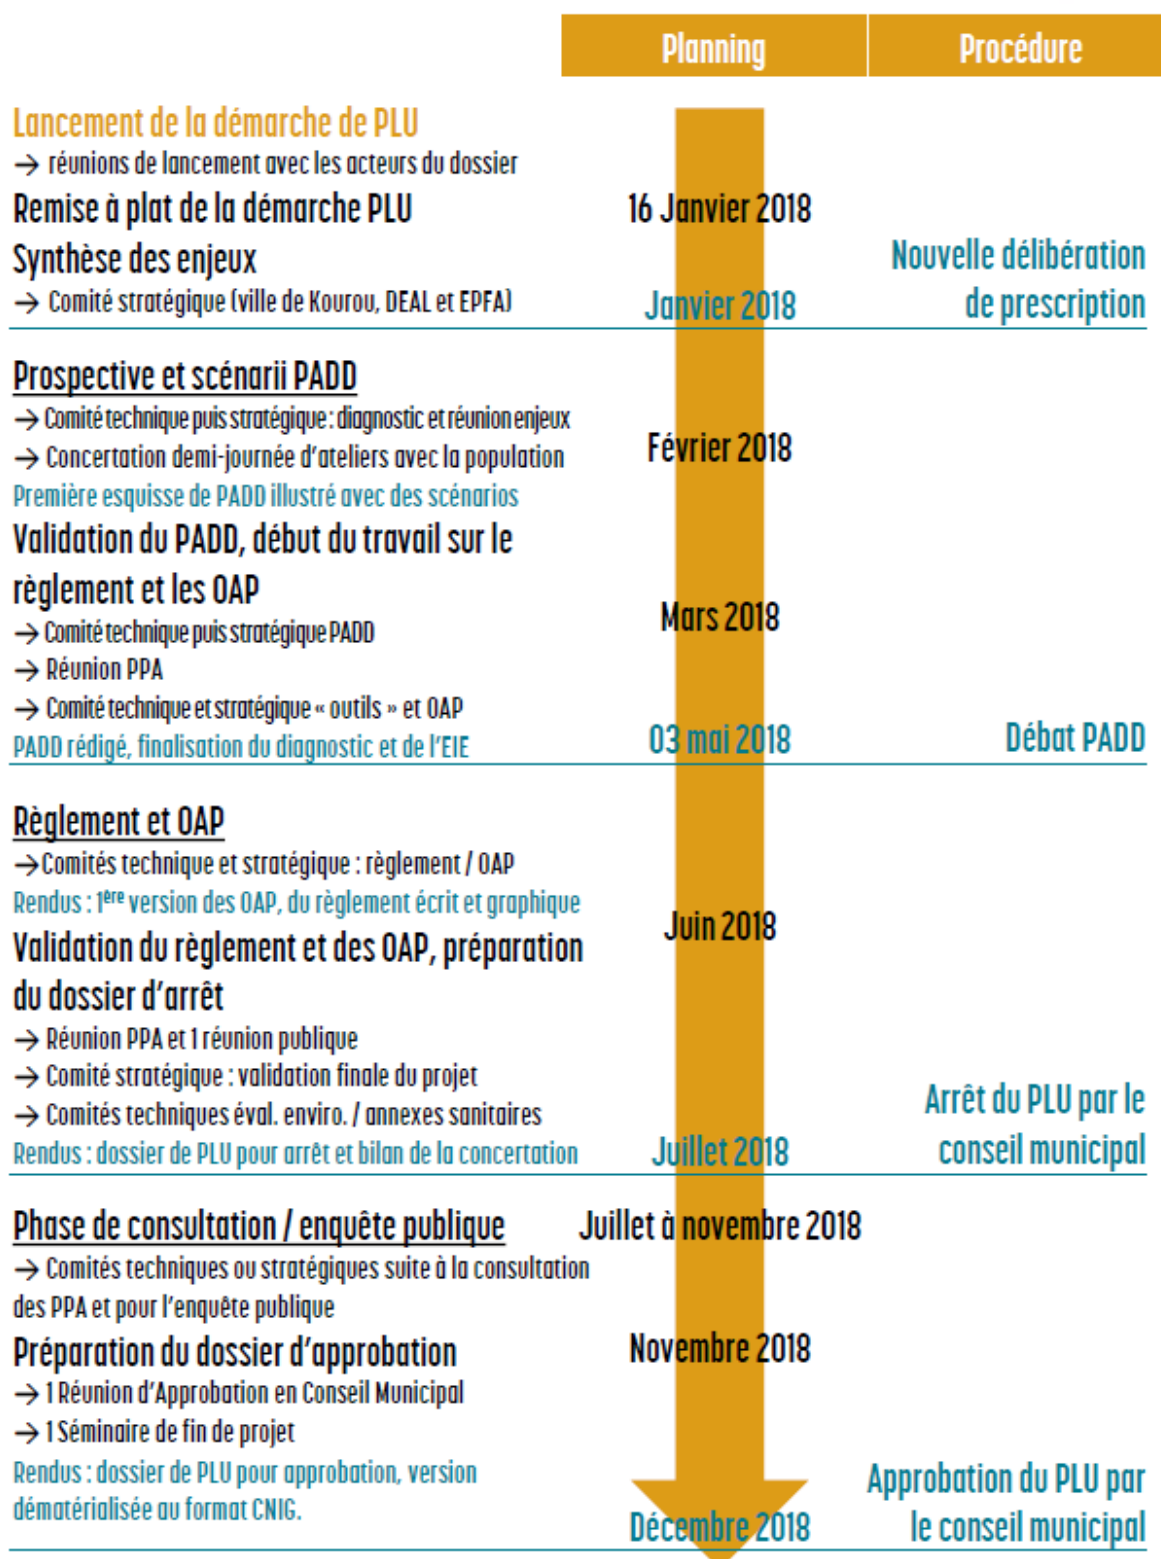 Planning Procédure
Lancement de la démarche de PLU
→ réunions de lancement avec les acteurs du dossier
Remise à plat de la démarche PLU 16 Janvier 2018
Synthèse des enjeux Nouvelle délibération
→ Comité stratégique (ville de Kourou, DEAL et EPFA) Janvier 2018 de prescription
Prospective et scénarii PADD
→ Comité technique puis stratégique : diagnostic et réunion enjeux
→ Concertation demi-journée d'ateliers avec la population Février 2018
Première esquisse de PADD illustré avec des scénarios
Validation du PADD, début du travail sur le
règlement et les OAP
→ Comité technique puis stratégique PADD Mars 2018
→ Réunion PPA
→ Comité technique et stratégique « outils » et OAP
PADD rédigé, finalisation du diagnostic et de l'EIE 03 mai 2018 Débat PADD
Règlement et OAP
→Comités technique et stratégique : règlement / OAP
Rendus : 1ère version des OAP, du règlement écrit et graphique
Juin 2018
Validation du règlement et des OAP, préparation
du dossier d'arrêt
→ Réunion PPA et 1 réunion publique
→ Comité stratégique : validation finale du projet
→ Comités techniques éval. enviro. / annexes sanitaires Arrêt du PLU par le
Rendus : dossier de PLU pour arrêt et bilan de la concertation Juillet 2018 conseil municipal
Phase de consultation / enquête publique Juillet à novembre 2018
→ Comités techniques ou stratégiques suite à la consultation
des PPA et pour l'enquête publique
Préparation du dossier d'approbation Novembre 2018
→ 1 Réunion d'Approbation en Conseil Municipal
→ 1 Séminaire de fin de projet
Rendus : dossier de PLU pour approbation, version Approbation du PLU par
dématérialisée au format CNIG. Décembre 2018 le conseil municipal